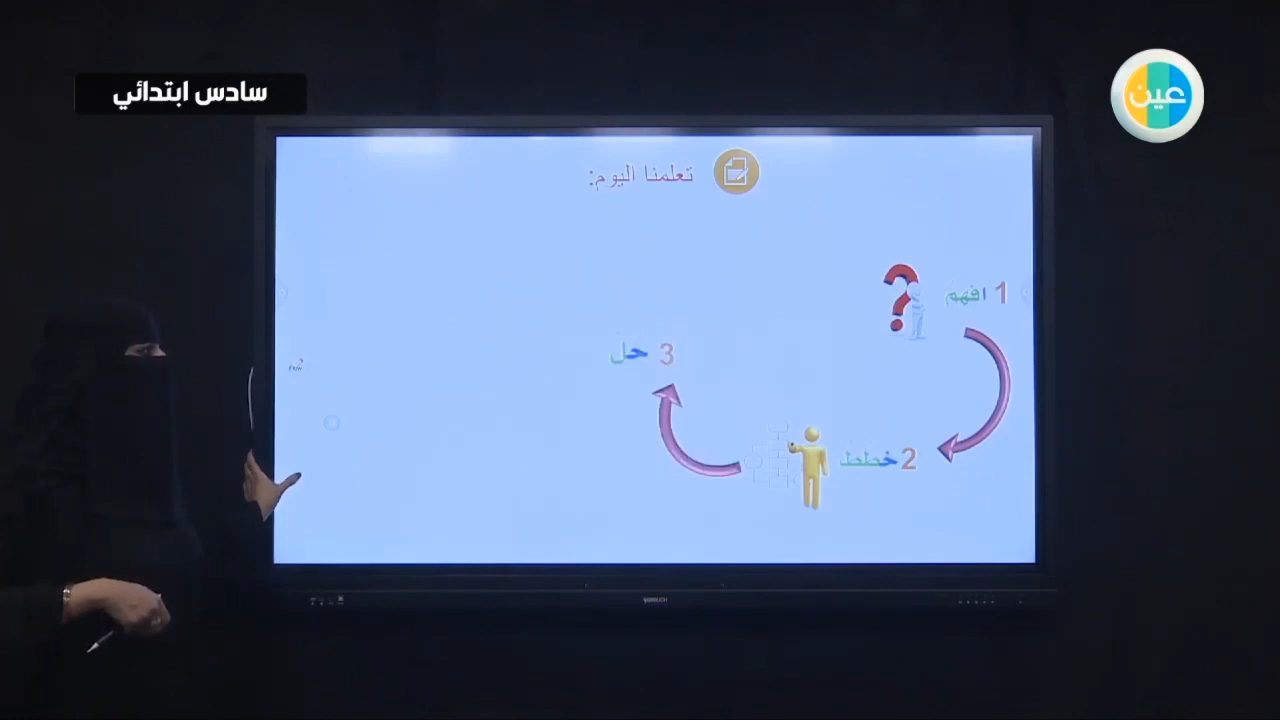 سادس ابتدائي
عين
تعلمنا اليوم:
1 افهم
2 خطط
3 حل